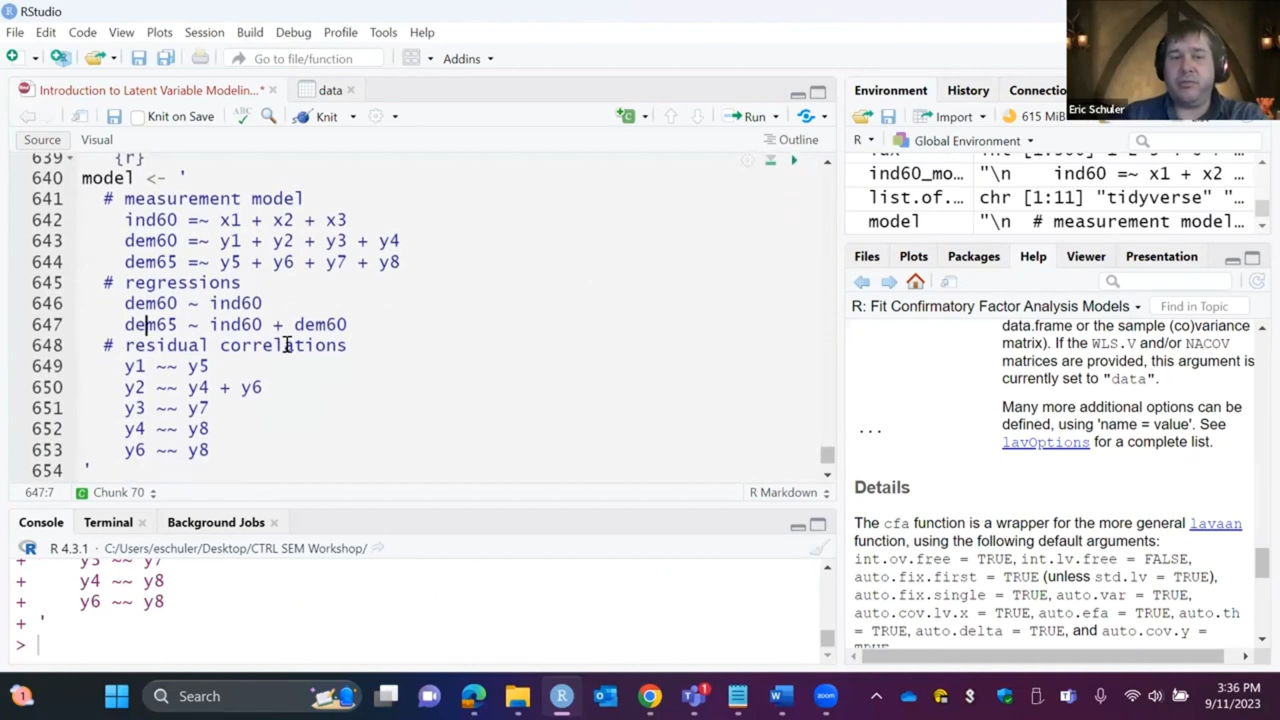 RStudio
File Edit Code View Plots Session Build Debug Profile Tools Help
Go to file/function Addins
Introduction to Latent Variable Modelin...* data
Knit on Save Knit Run
Source Visual Outline
639 {r}
640 model <- '
641 # measurement model
642 ind60 =~ x1 + x2 + x3
643 dem60 =~ y1 + y2 + y3 + y4
644 dem65 =~ y5 + y6 + y7 + y8
645 # regressions
646 dem60 ~ ind60
647 dem65 ~ ind60 + dem60
648 # residual correlations
649 y1 ~~ y5
650 y2 ~~ y4 + y6
651 y3 ~~ y7
652 y4 ~~ y8
653 y6 ~~ y8
654 '
647:7 Chunk 70 R Markdown
Console Terminal Background Jobs
R 4.3.1 · C:/Users/eschuler/Desktop/CTRL SEM Workshop/
+ y3 ~~ y7
+ y4 ~~ y8
+ y6 ~~ y8
+ '
>
Eric Schuler
Environment History Connectio
Import 615 MiB
R Global Environment
ind60_mo... "\n ind60 =~ x1 + x2 ...
list.of.... chr [1:11] "tidyverse" "...
model "\n # measurement model...
Files Plots Packages Help Viewer Presentation
R: Fit Confirmatory Factor Analysis Models Find in Topic
data.frame or the sample (co)variance
matrix). If the WLS.V and/or NACOV
matrices are provided, this argument is
currently set to "data".
... Many more additional options can be
defined, using 'name = value'. See
lavOptions for a complete list.
Details
The cfa function is a wrapper for the more general lavaan
function, using the following default arguments:
int.ov.free = TRUE, int.lv.free = FALSE,
auto.fix.first = TRUE (unless std.lv = TRUE),
auto.fix.single = TRUE, auto.var = TRUE,
auto.cov.lv.x = TRUE, auto.efa = TRUE, auto.th
= TRUE, auto.delta = TRUE, and auto.cov.y =
TRUE
1 Search 1 W zoom 3:36 PM
9/11/2023